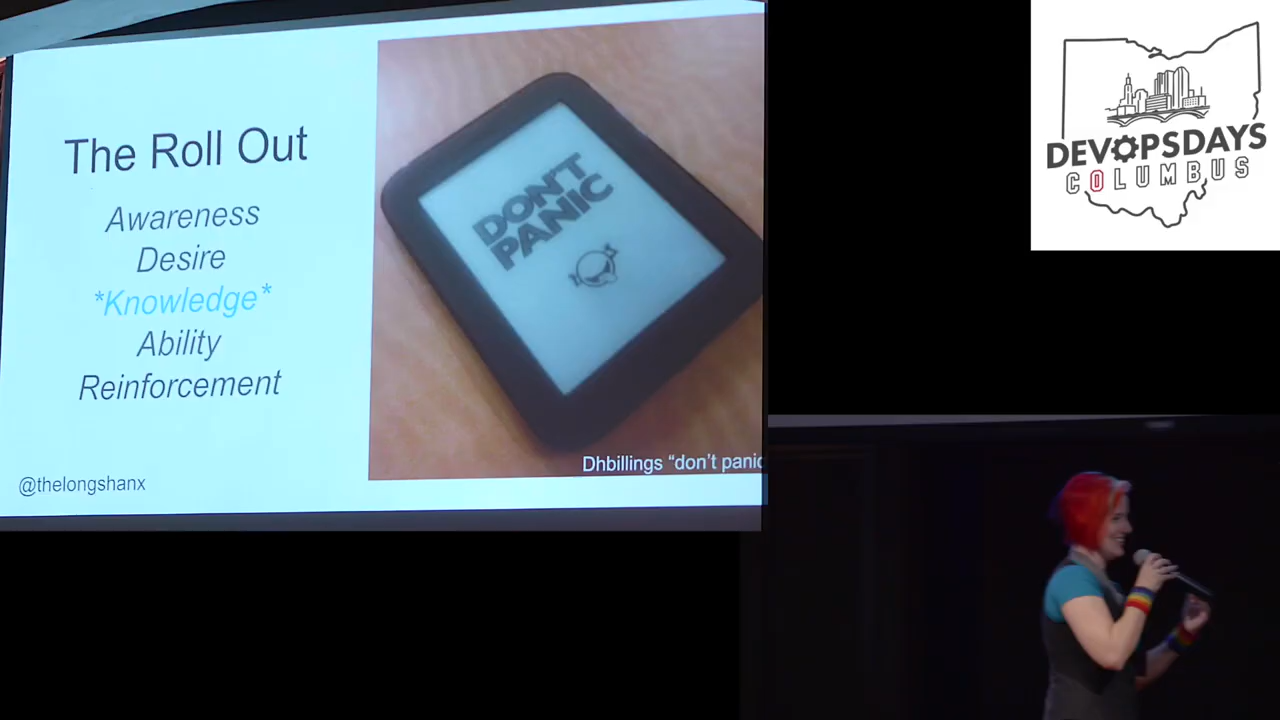 The Roll Out
Awareness
Desire
*Knowledge*
Ability
Reinforcement
@thelongshanx
DON'T
PANIC
Dhbillings “don't panic
DEVOPSDAYS
COLUMBUS